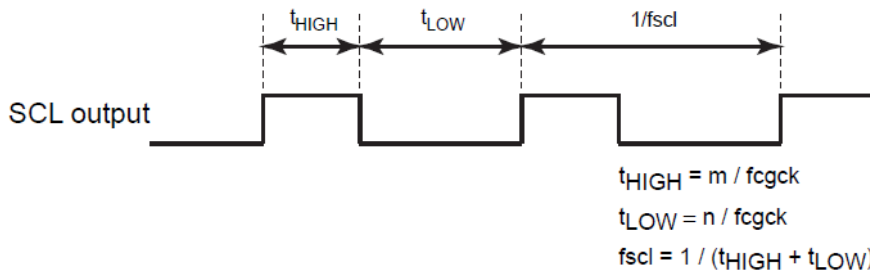 tHIGH tLOW 1/fscl
SCL output
tHIGH = m / fcgck
tLOW = n / fcgck
fscl = 1 / (tHIGH + tLOW)